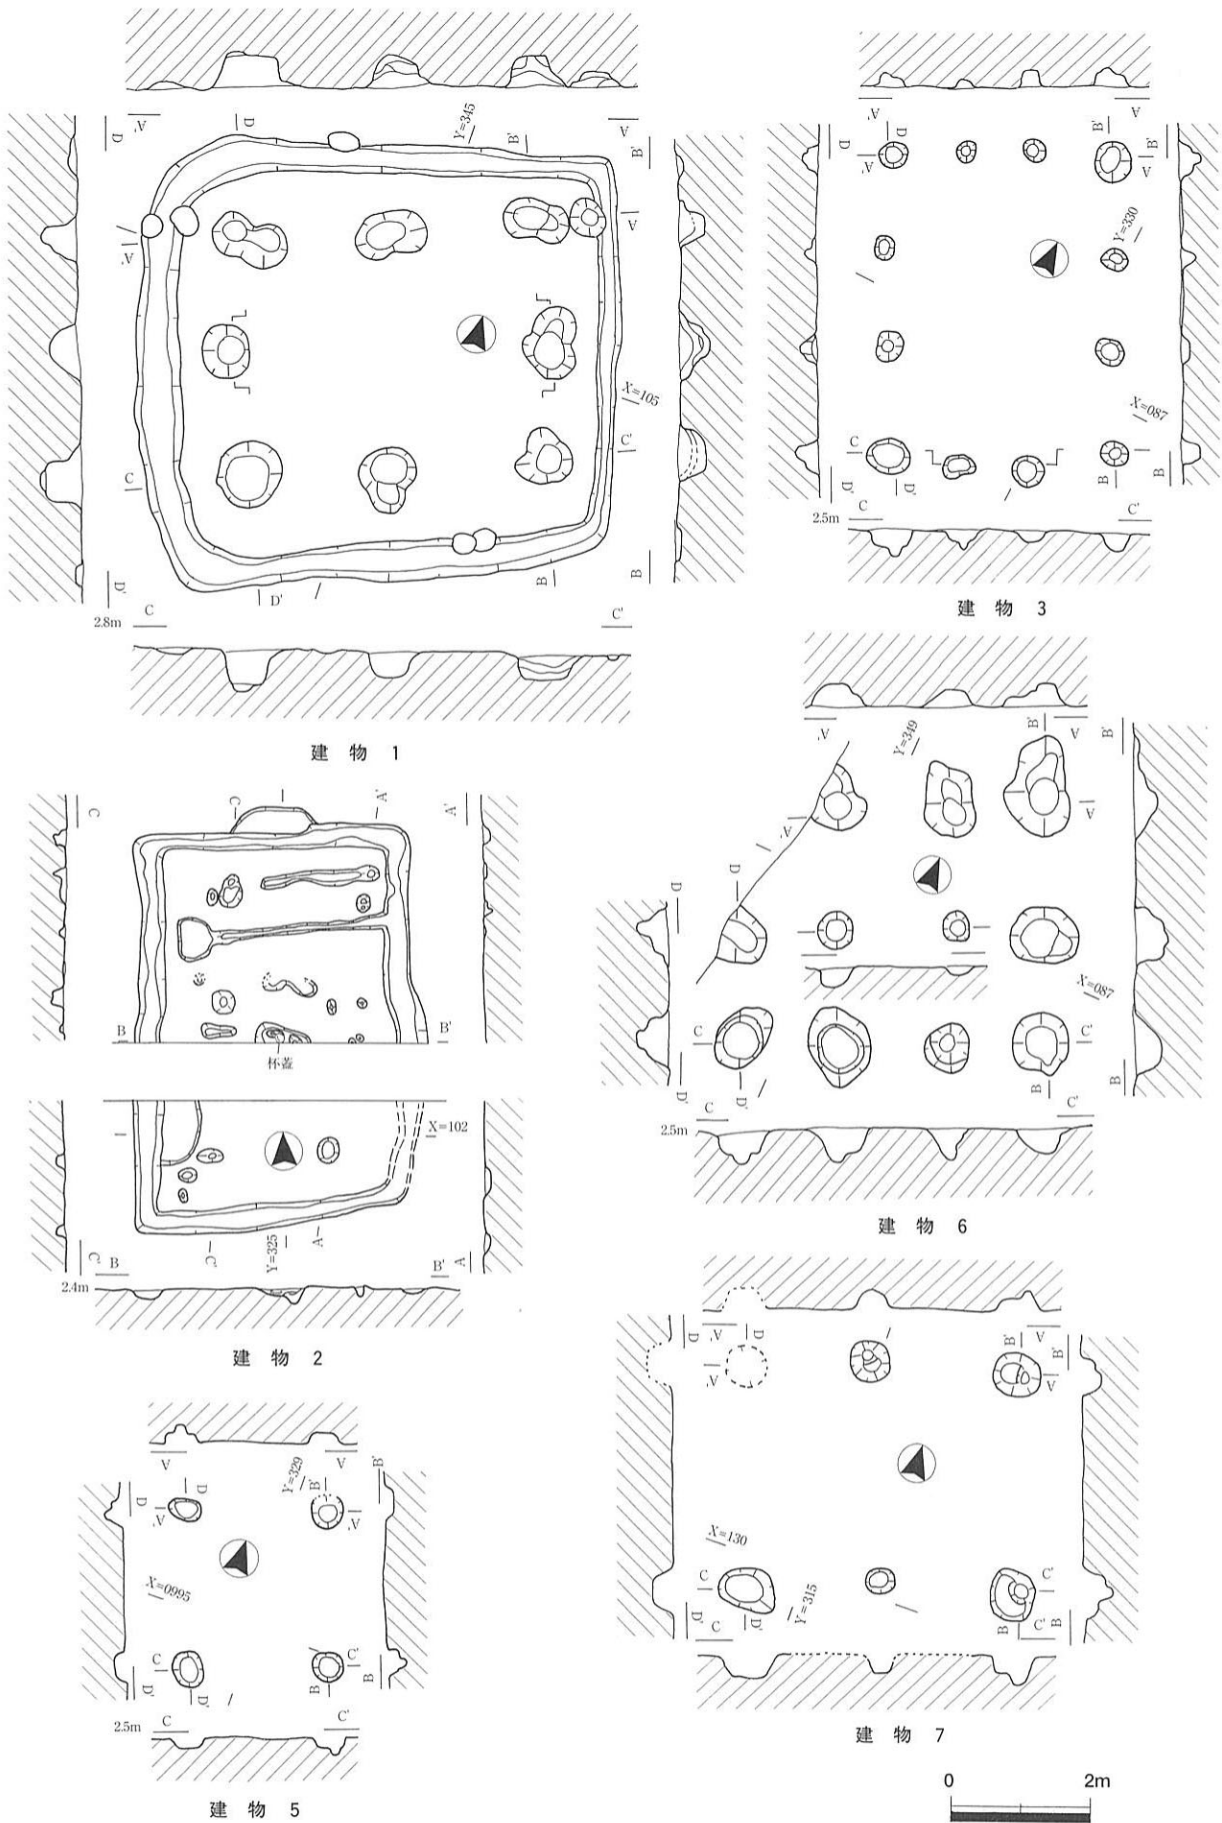 D A' D Y=345 B' A B'
A
A'
X=105
C C'
D' D' B B
2.8m C C'
建 物 1
A' D A
D A' B' A B'
Y=330
X=087
C D' D' B B
2.5m C C'
建 物 3
C C A' A'
B B'
杯蓋
X=102
C' B C' Y=325 A B' A
2.4m
建 物 2
A' Y=349 B' A B'
A' A
D D
X=087
C C'
D' D' B B
2.5m C C'
建 物 6
A A
D D A' Y=329 B' A' B'
X=0995
C C'
D' D' B B
2.5m C C'
建 物 5
D A' D B' A B'
A' A
X=130
C Y=315 C'
D' C D' B C' B
建 物 7
0 2m